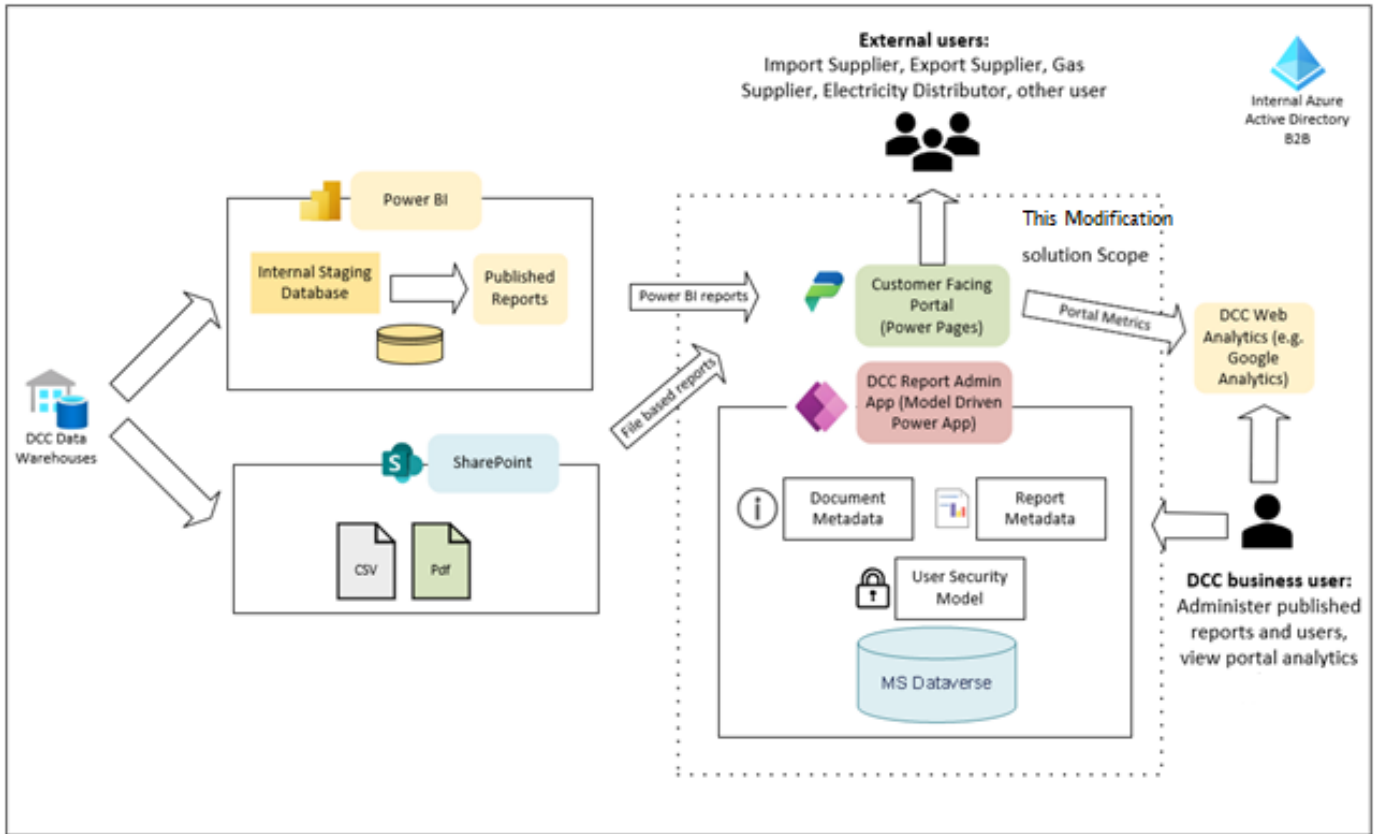 External users:
Import Supplier, Export Supplier, Gas
Supplier, Electricity Distributor, other user
Internal Azure
Active Directory
B2B
Power BI
Internal Staging
Database
Published
Reports
Power BI reports
This Modification
solution Scope
Customer Facing
Portal
(Power Pages)
Portal Metrics
DCC Web
Analytics (e.g.
Google
Analytics)
DCC Data
Warehouses
File based reports
DCC Report Admin
App (Model Driven
Power App)
S
SharePoint
CSV
Pdf
i
Document
Metadata
Report
Metadata
User Security
Model
MS Dataverse
DCC business user:
Administer published
reports and users,
view portal analytics